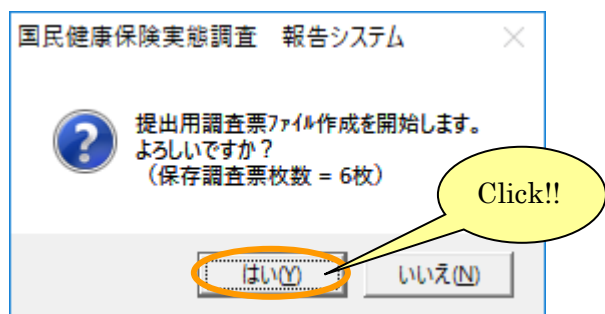 国民健康保険実態調査　報告システム
提出用調査票ﾌｧｲﾙ作成を開始します。
よろしいですか？
（保存調査票枚数 = 6枚）
Click!!
はい(Y)
いいえ(N)